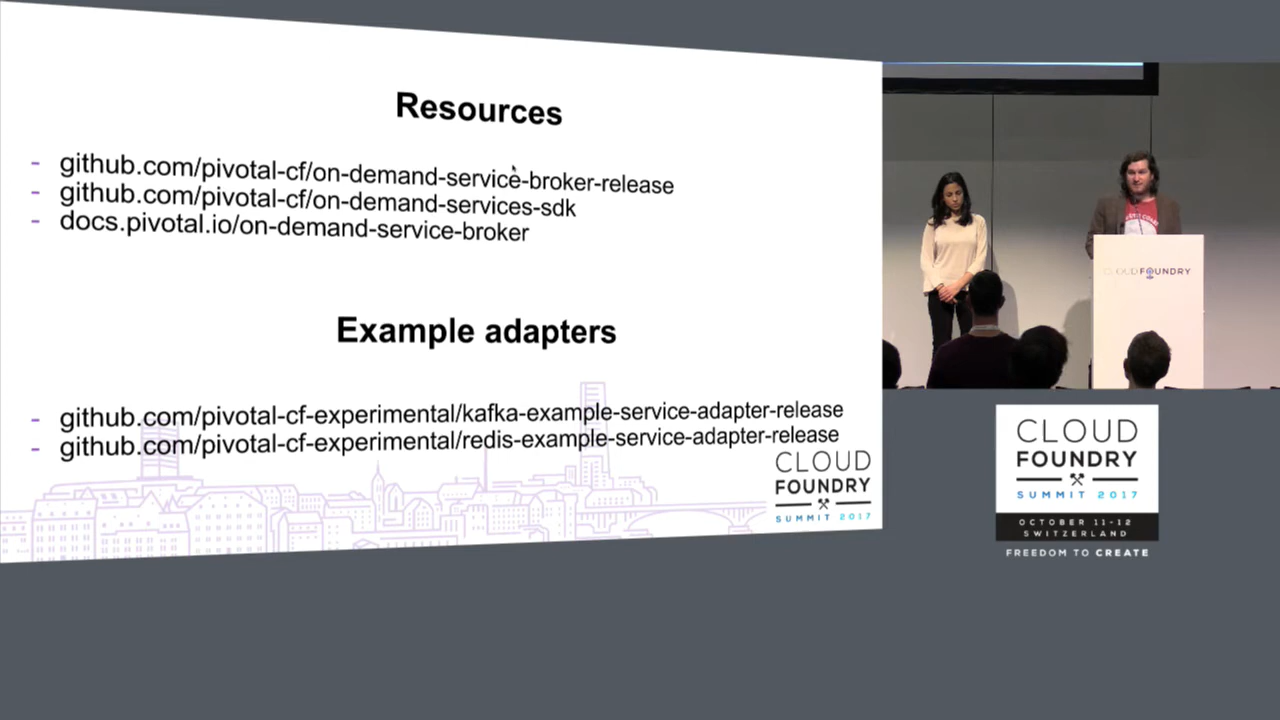 Resources
- github.com/pivotal-cf/on-demand-service-broker-release
- github.com/pivotal-cf/on-demand-services-sdk
- docs.pivotal.io/on-demand-service-broker
Example adapters
- github.com/pivotal-cf-experimental/kafka-example-service-adapter-release
- github.com/pivotal-cf-experimental/redis-example-service-adapter-release
CLOUD
FOUNDRY
SUMMIT 2017
CLOUD FOUNDRY
CLOUD
FOUNDRY
SUMMIT 2017
OCTOBER 11-12
SWITZERLAND
FREEDOM TO CREATE